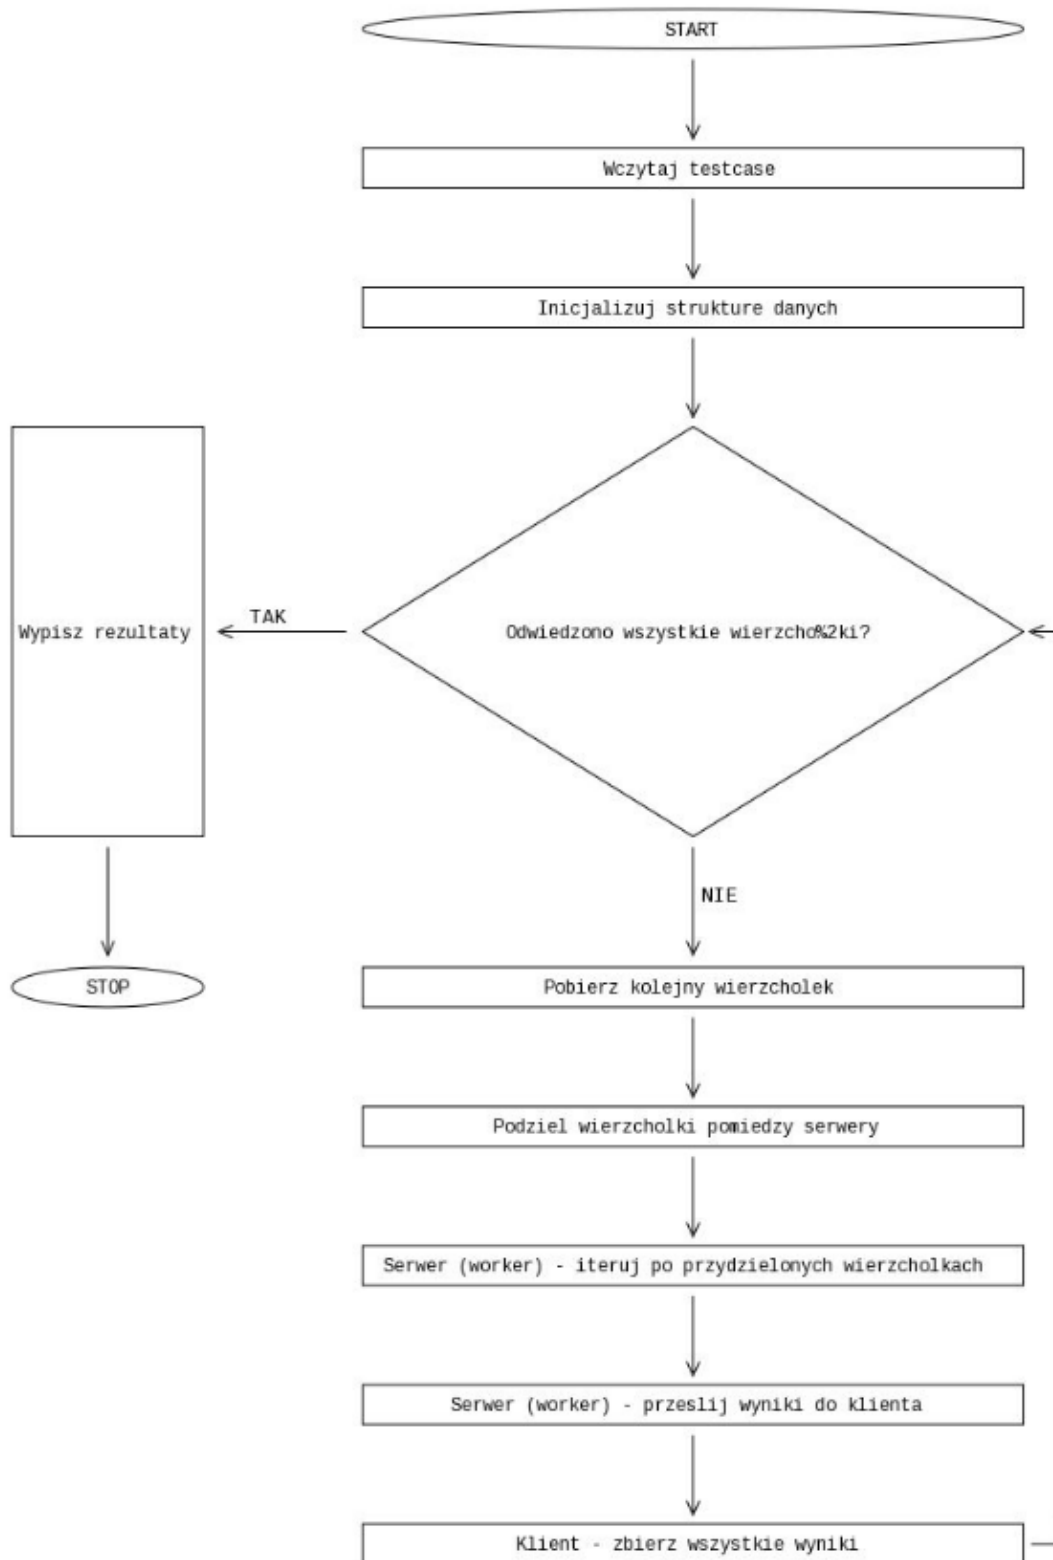 START
Wczytaj testcase
Inicjalizuj strukture danych
Odwiedzono wszystkie wierzcho%2ki?
TAK
Wypisz rezultaty
STOP
NIE
Pobierz kolejny wierzcholek
Podziel wierzcholki pomiedzy serwery
Serwer (worker) - iteruj po przydzielonych wierzcholkach
Serwer (worker) - przeslij wyniki do klienta
Klient - zbierz wszystkie wyniki